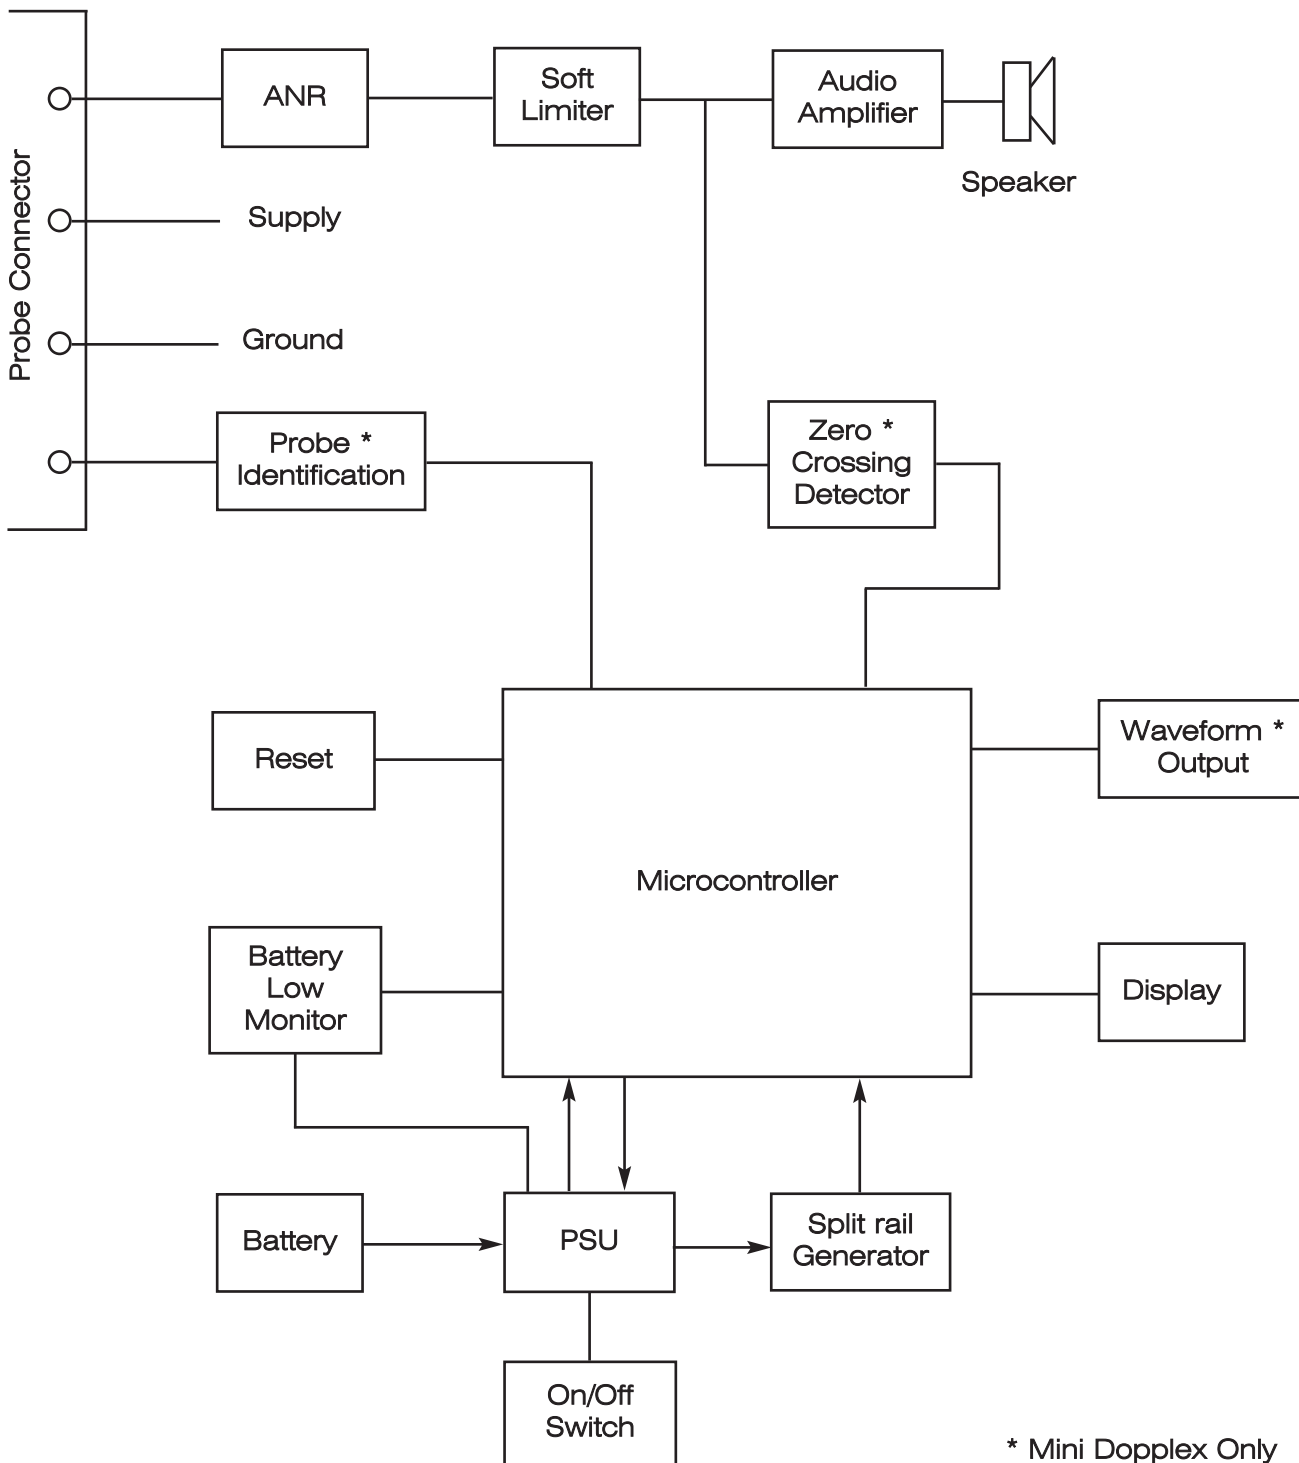 Probe Connector
ANR
Soft
Limiter
Audio
Amplifier
Speaker
Supply
Ground
Probe *
Identification
Zero *
Crossing
Detector
Reset
Microcontroller
Waveform *
Output
Battery
Low
Monitor
Display
Battery
PSU
Split rail
Generator
On/Off
Switch
* Mini Dopplex Only